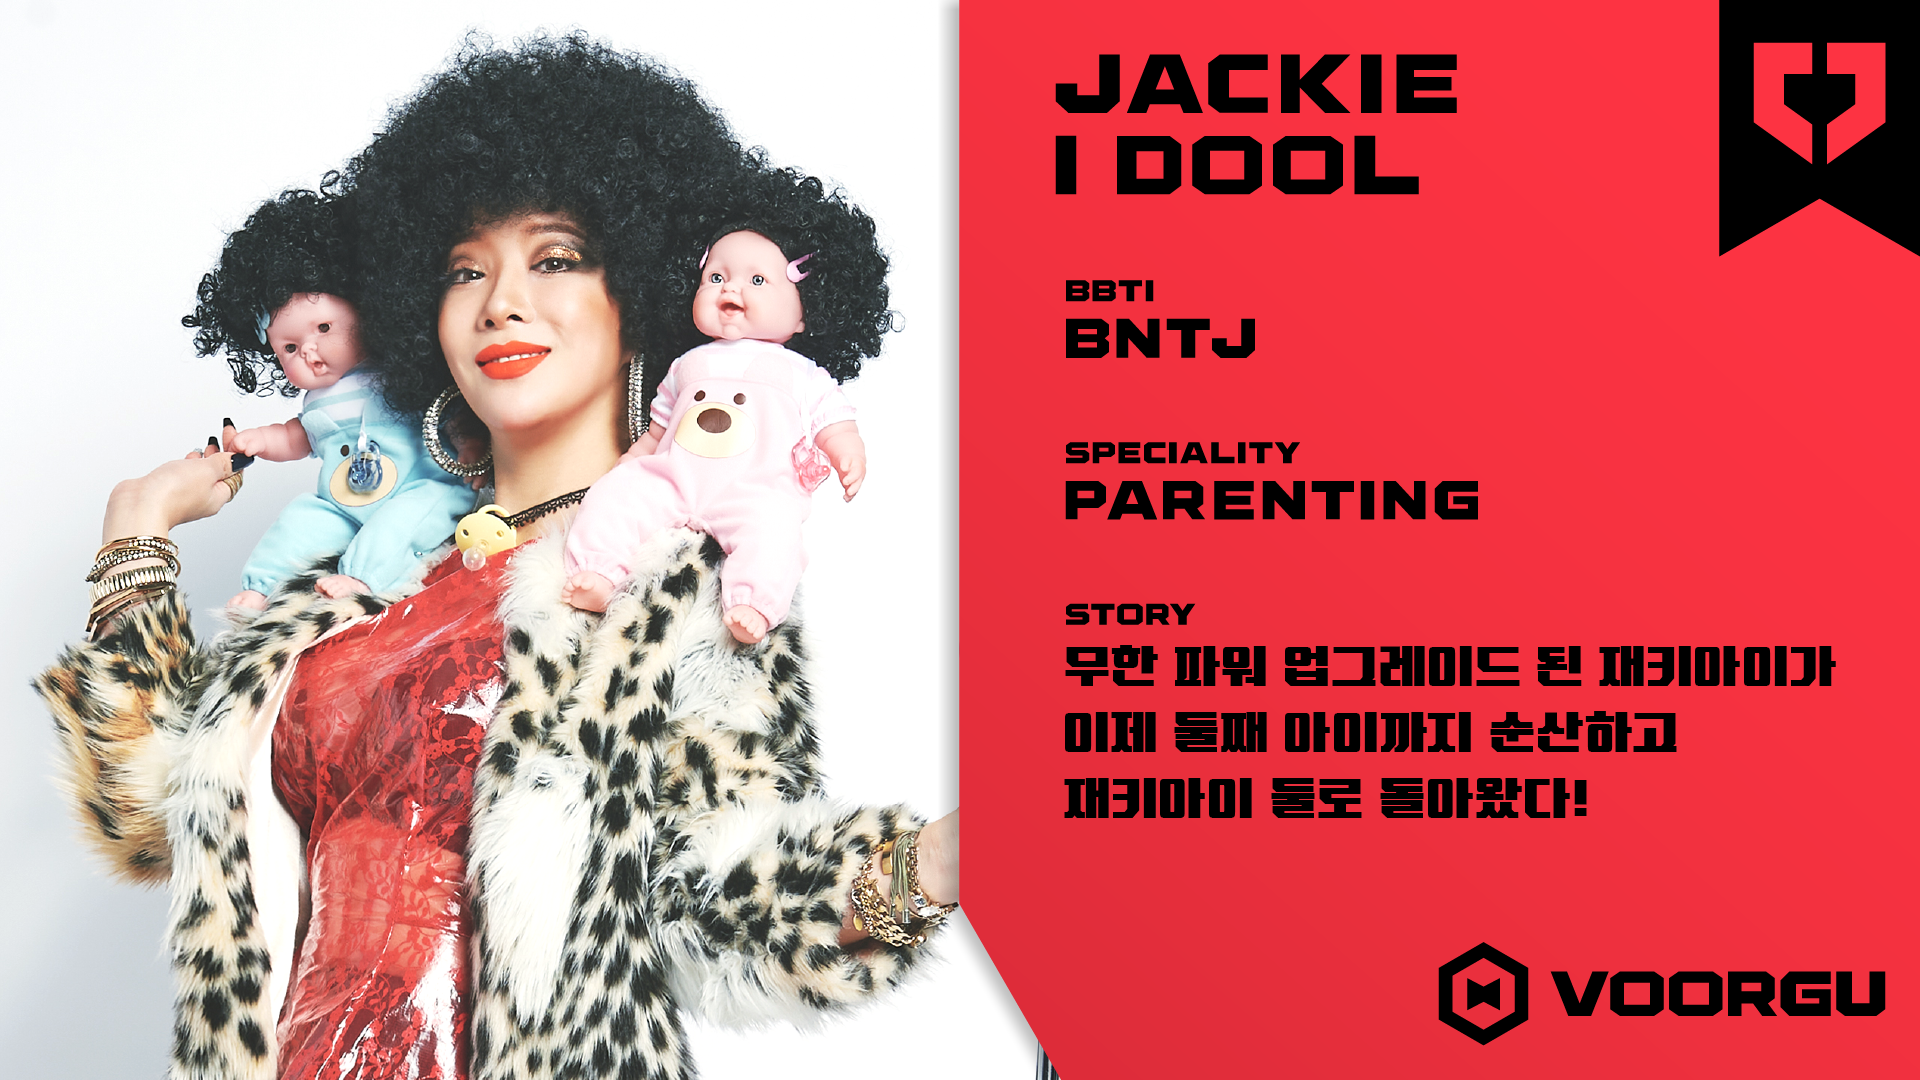 JACKIE
I DOOL
BBTI
BNTJ
SPECIALITY
PARENTING
STORY
무한 파워 업그레이드 된 재키아이가
이제 둘째 아이까지 순산하고
재키아이 둘로 돌아왔다!
VOORGU